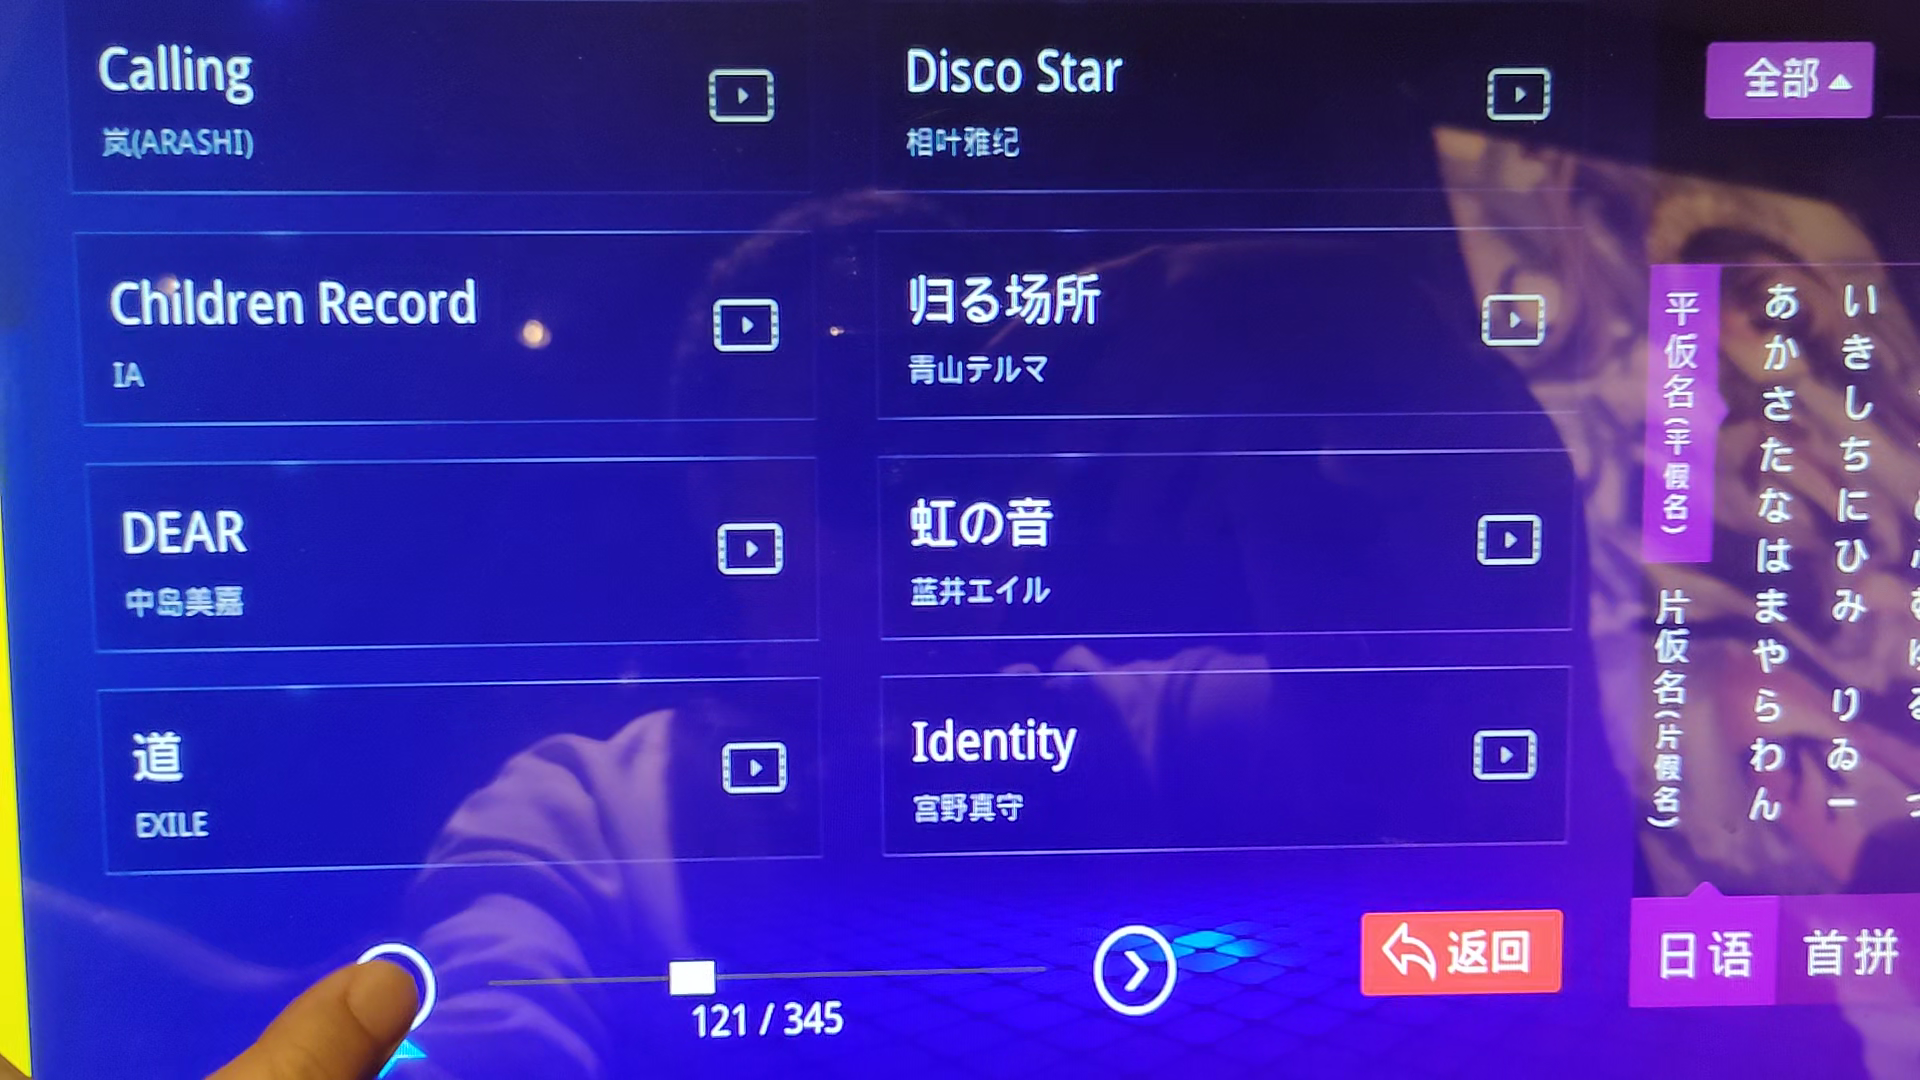 Calling
岚(ARASHI)
Disco Star
相叶雅纪
Children Record
IA
归る场所
青山テルマ
DEAR
中岛美嘉
虹の音
蓝井エイル
道
EXILE
Identity
宫野真守
121 / 345
返回
全部
平仮名(平假名)
片仮名(片假名)
あかさたなはまやらわん
いきしちにひみ りゐー
日语
首拼